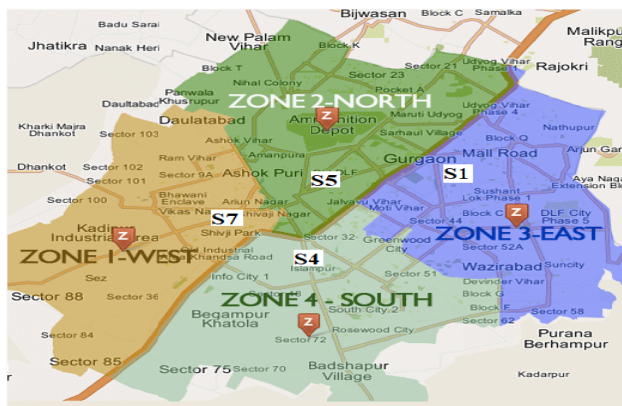 Badu Sarai
Bijwasan
Block C
Samalka
Jhatikra
Nanak Heri
New Palam
Vihar
Block K
Malikpur
Rang
Block T
Sector 23
Sector 21
Udyog Vihar
Phase 1
Rajokri
Nihal Colony
Pocket A
Panwala
Khusrupur
Daultabad
ZONE 2-NORTH
Ammunition
Depot
Udyog Vihar
Phase 4
Kharki Majra
Dhankot
Sector 103
Daulatabad
Maruti Udyog
Sarhaul Village
Block Q
Nathupur
Ashok Vihar
Ram Vihar
Amanpura
Gurgaon
Mall Road
Arjun Gar
Dhankot
Sector 102
Sector 9A
Ashok Puri
DLF
S5
S1
Aya Nagar
Extension Block
Sector 101
Sector 100
Bhawani
Enclave
Arjun Nagar
Jalvayu Vihar
Sushant
Lok Phase 1
Vikas Na
S7
Shivaji Nagar
Moti Vihar
Sector 44
Block C
DLF City
Phase 5
Kadipur
Industrial Area
Shivji Park
Sector 32
Greenwood
City
ZONE 3-EAST
Sector 52A
ZONE 1-WEST
Old Industrial
Khandsa Road
S4
Islampur
Sector 51
Wazirabad
Suncity
Sez
Info City 1
Devinder Vihar
Sector 88
Sector 36
ZONE 4 - SOUTH
Block G
Begampur
Khatola
South City 2
Block F
Sector 58
Sector 84
Rosewood City
Sector 62
Sector 72
Purana
Berhampur
Sector 85
Sector 75
Sector 70
Badshapur
Village
Kadarpur